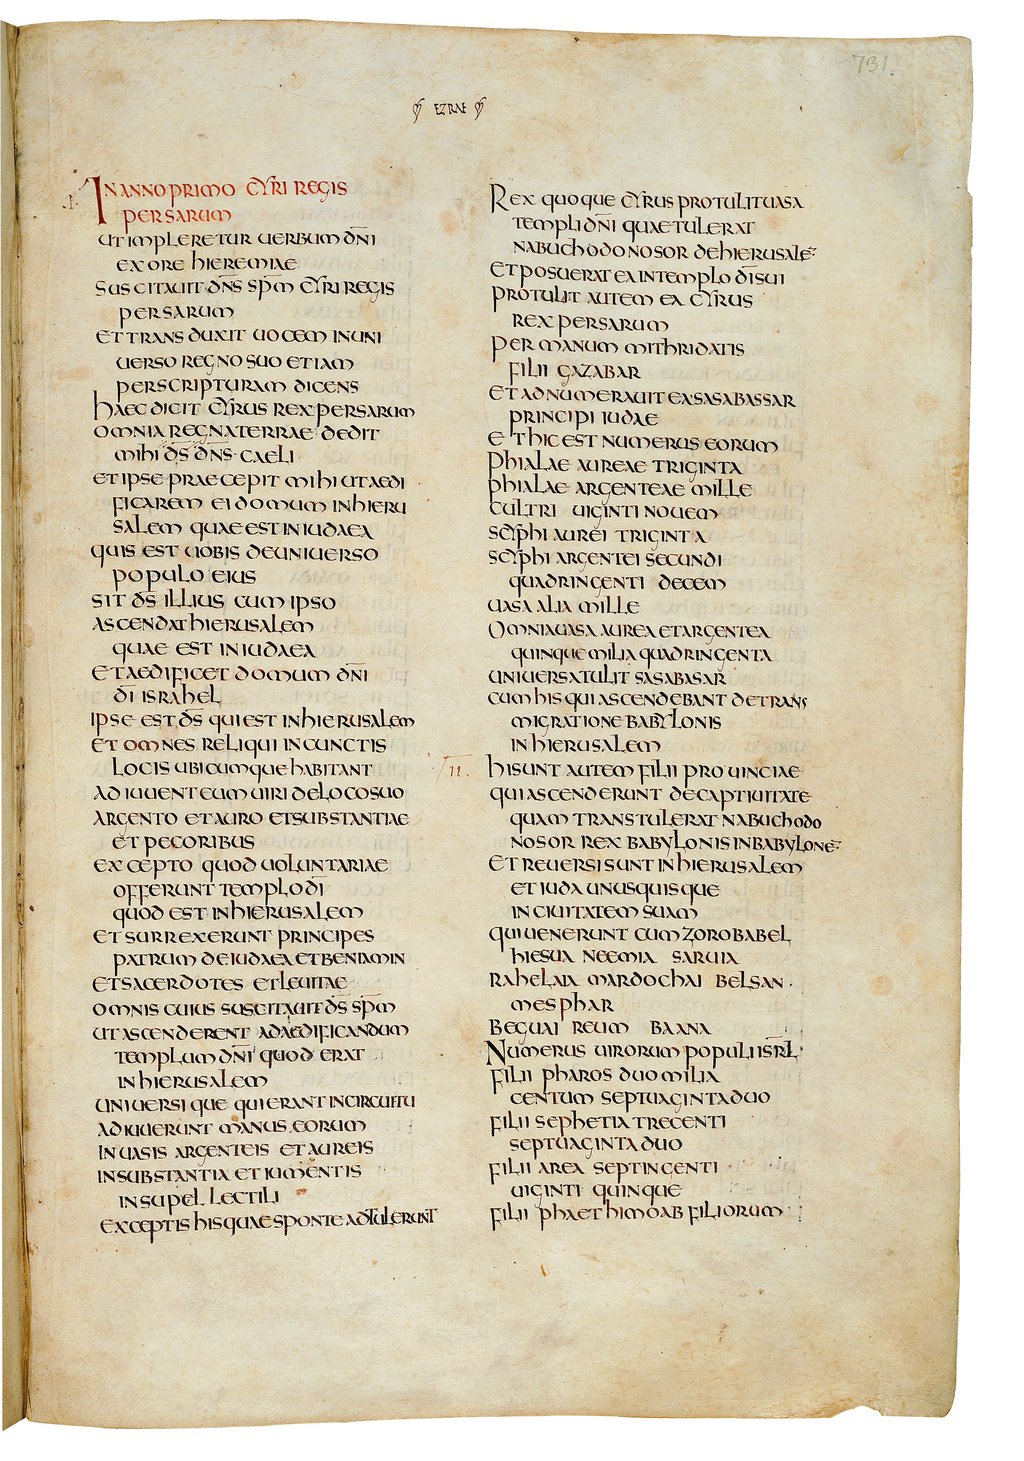 731.
EZRAE
IN ANNO PRIMO CYRI REGIS
PERSARUM
UT IMPLERETUR UERBUM DN̄I
EX ORE HIEREMIAE
SUSCITAUIT DN̄S SPM̄ CYRI REGIS
PERSARUM
ET TRANSDUXIT UOCEM IN UNI
UERSO REGNO SUO ETIAM
PER SCRIPTURAM DICENS
HAEC DICIT CYRUS REX PERSARUM
OMNIA REGNA TERRAE DEDIT
MIHI DS̄ DN̄S CAELI
ET IPSE PRAECEPIT MIHI UT AEDI
FICAREM EI DOMUM IN HIERU
SALEM QUAE EST IN IUDAEA
QUIS EST UOBIS DE UNIUERSO
POPULO EIUS
SIT DS̄ ILLIUS CUM IPSO
ASCENDAT HIERUSALEM
QUAE EST IN IUDAEA
ET AEDIFICET DOMUM DN̄I
DĪ ISRAHEL
IPSE EST DS̄ QUI EST IN HIERUSALEM
ET OMNES RELIQUI IN CUNCTIS
LOCIS UBICUMQUE HABITANT
ADIUUENT EUM UIRI DE LOCO SUO
ARGENTO ET AURO ET SUBSTANTIAE
ET PECORIBUS
EXCEPTO QUOD UOLUNTARIAE
OFFERUNT TEMPLO DĪ
QUOD EST IN HIERUSALEM
ET SURREXERUNT PRINCIPES
PATRUM DE IUDAEA ET BENIAMIN
ET SACERDOTES ET LEUITAE
OMNIS CUIUS SUSCITAUIT DS̄ SPM̄
UT ASCENDERENT AD AEDIFICANDUM
TEMPLUM DN̄I QUOD ERAT
IN HIERUSALEM
UNIUERSIQUE QUI ERANT IN CIRCUITU
ADIUUERUNT MANUS EORUM
IN UASIS ARGENTEIS ET AUREIS
IN SUBSTANTIA ET IUMENTIS
IN SUPELLECTILI
EXCEPTIS HIS QUAE SPONTE ADTULERUNT
REX QUOQUE CYRUS PROTULIT UASA
TEMPLI DN̄I QUAE TULERAT
NABUCHODONOSOR DE HIERUSALĒ
ET POSUERAT EA IN TEMPLO DĪ SUI
PROTULIT AUTEM EA CYRUS
REX PERSARUM
PER MANUM MITHRIDATIS
FILII GAZABAR
ET ADNUMERAUIT EA SASABASSAR
PRINCIPI IUDAE
ET HIC EST NUMERUS EORUM
PHIALAE AUREAE TRIGINTA
PHIALAE ARGENTEAE MILLE
CULTRI UIGINTI NOUEM
SCYPHI AUREI TRIGINTA
SCYPHI ARGENTEI SECUNDI
QUADRINGENTI DECEM
UASA ALIA MILLE
OMNIA UASA AUREA ET ARGENTEA
QUINQUE MILIA QUADRINGENTA
UNIUERSA TULIT SASABASAR
CUM HIS QUI ASCENDEBANT DE TRANS
MIGRATIONE BABYLONIS
IN HIERUSALEM
II. HI SUNT AUTEM FILII PROUINCIAE
QUI ASCENDERUNT DE CAPTIUITATE
QUAM TRANSTULERAT NABUCHODO
NOSOR REX BABYLONIS IN BABYLONĒ
ET REUERSI SUNT IN HIERUSALEM
ET IUDA UNUSQUISQUE
IN CIUITATEM SUAM
QUI UENERUNT CUM ZOROBABEL
HIESUA NEEMIA SARUIA
RAHELAIA MARDOCHAI BELSAN
MESPHAR
BEGUAI REUM BAANA
NUMERUS UIRORUM POPULI ISRL̄
FILII PHAROS DUO MILIA
CENTUM SEPTUAGINTA DUO
FILII SEPHETIA TRECENTI
SEPTUAGINTA DUO
FILII AREA SEPTINGENTI
UIGINTI QUINQUE
FILII PHAETHIMOAB FILIORUM